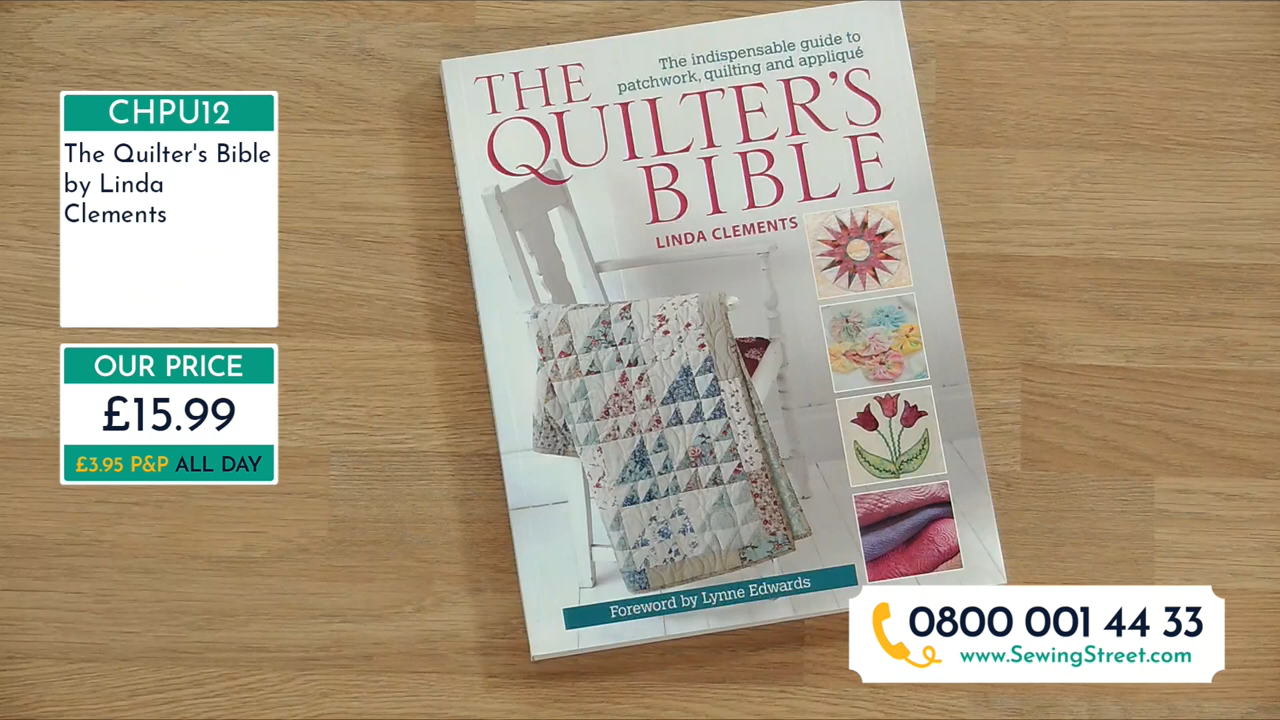 CHPU12
The Quilter's Bible
by Linda
Clements
OUR PRICE
£15.99
£3.95 P&P ALL DAY
The indispensable guide to
patchwork, quilting and appliqué
THE
QUILTER'S
BIBLE
LINDA CLEMENTS
Foreword by Lynne Edwards
0800 001 44 33
www.SewingStreet.com